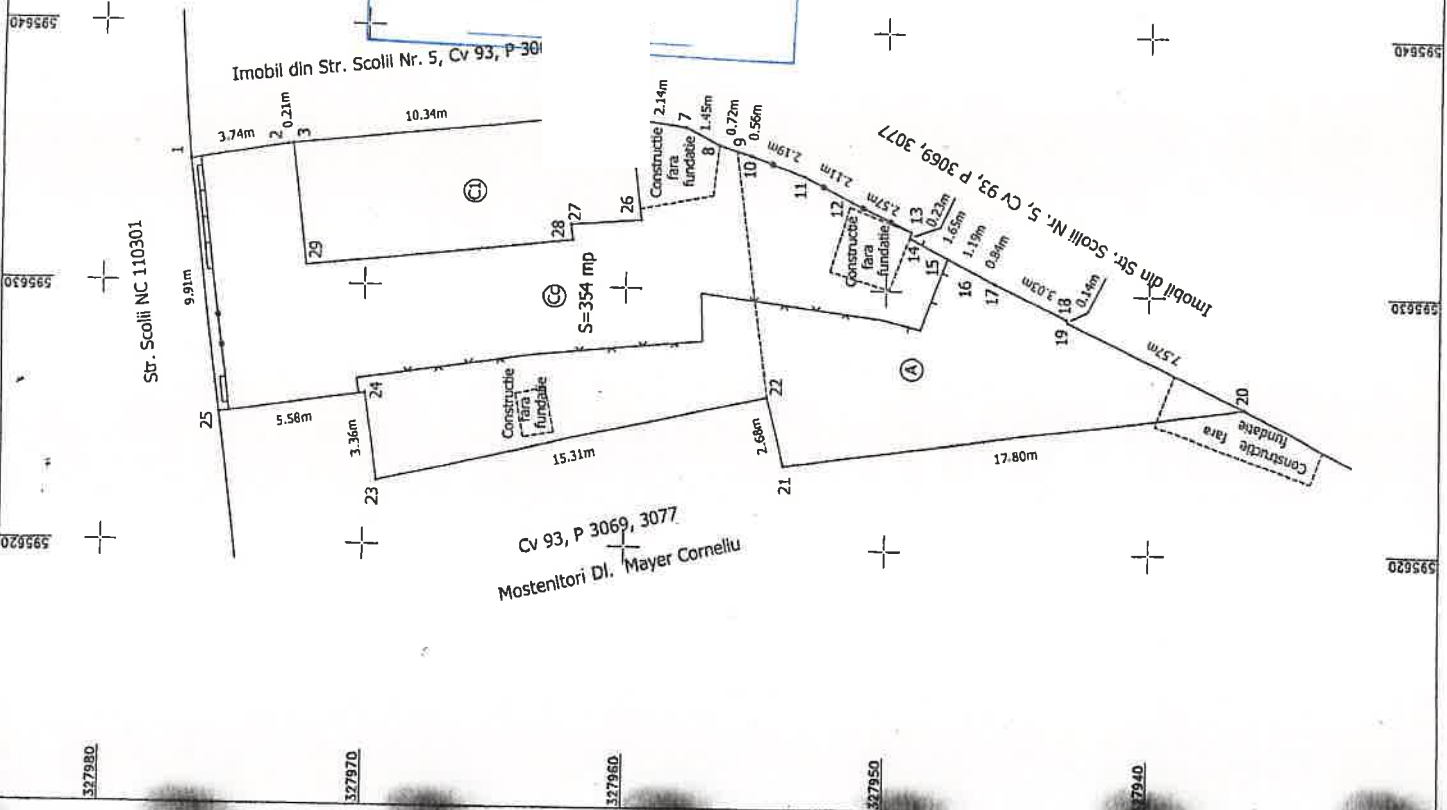 595640
595640
Imobil din Str. Scolii Nr. 5, Cv 93, P
1
3.74m
2
0.21m
3
10.34m
2.14m
7
1.45m
8
0.72m
9
0.56m
10
2.19m
11
2.11m
12
2.57m
13
0.23m
14
1.65m
15
1.19m
16
0.84m
17
3.03m
18
0.14m
19
7.57m
20
Imobil din Str. Scolii Nr. 5, Cv 93, P 3069, 3077
Constructie
fara
fundatie
Constructie
fara
fundatie
C1
29
28
27
26
595630
595630
Str. Scolii NC 110301
9.91m
Cc
S=354 mp
A
25
5.58m
24
3.36m
23
Constructie
fara
fundatie
15.31m
22
2.68m
21
17.80m
Constructie
fara
fundatie
595620
595620
Cv 93, P 3069, 3077
Mostenitori Dl. Mayer Corneliu
327980
327970
327960
327950
327940